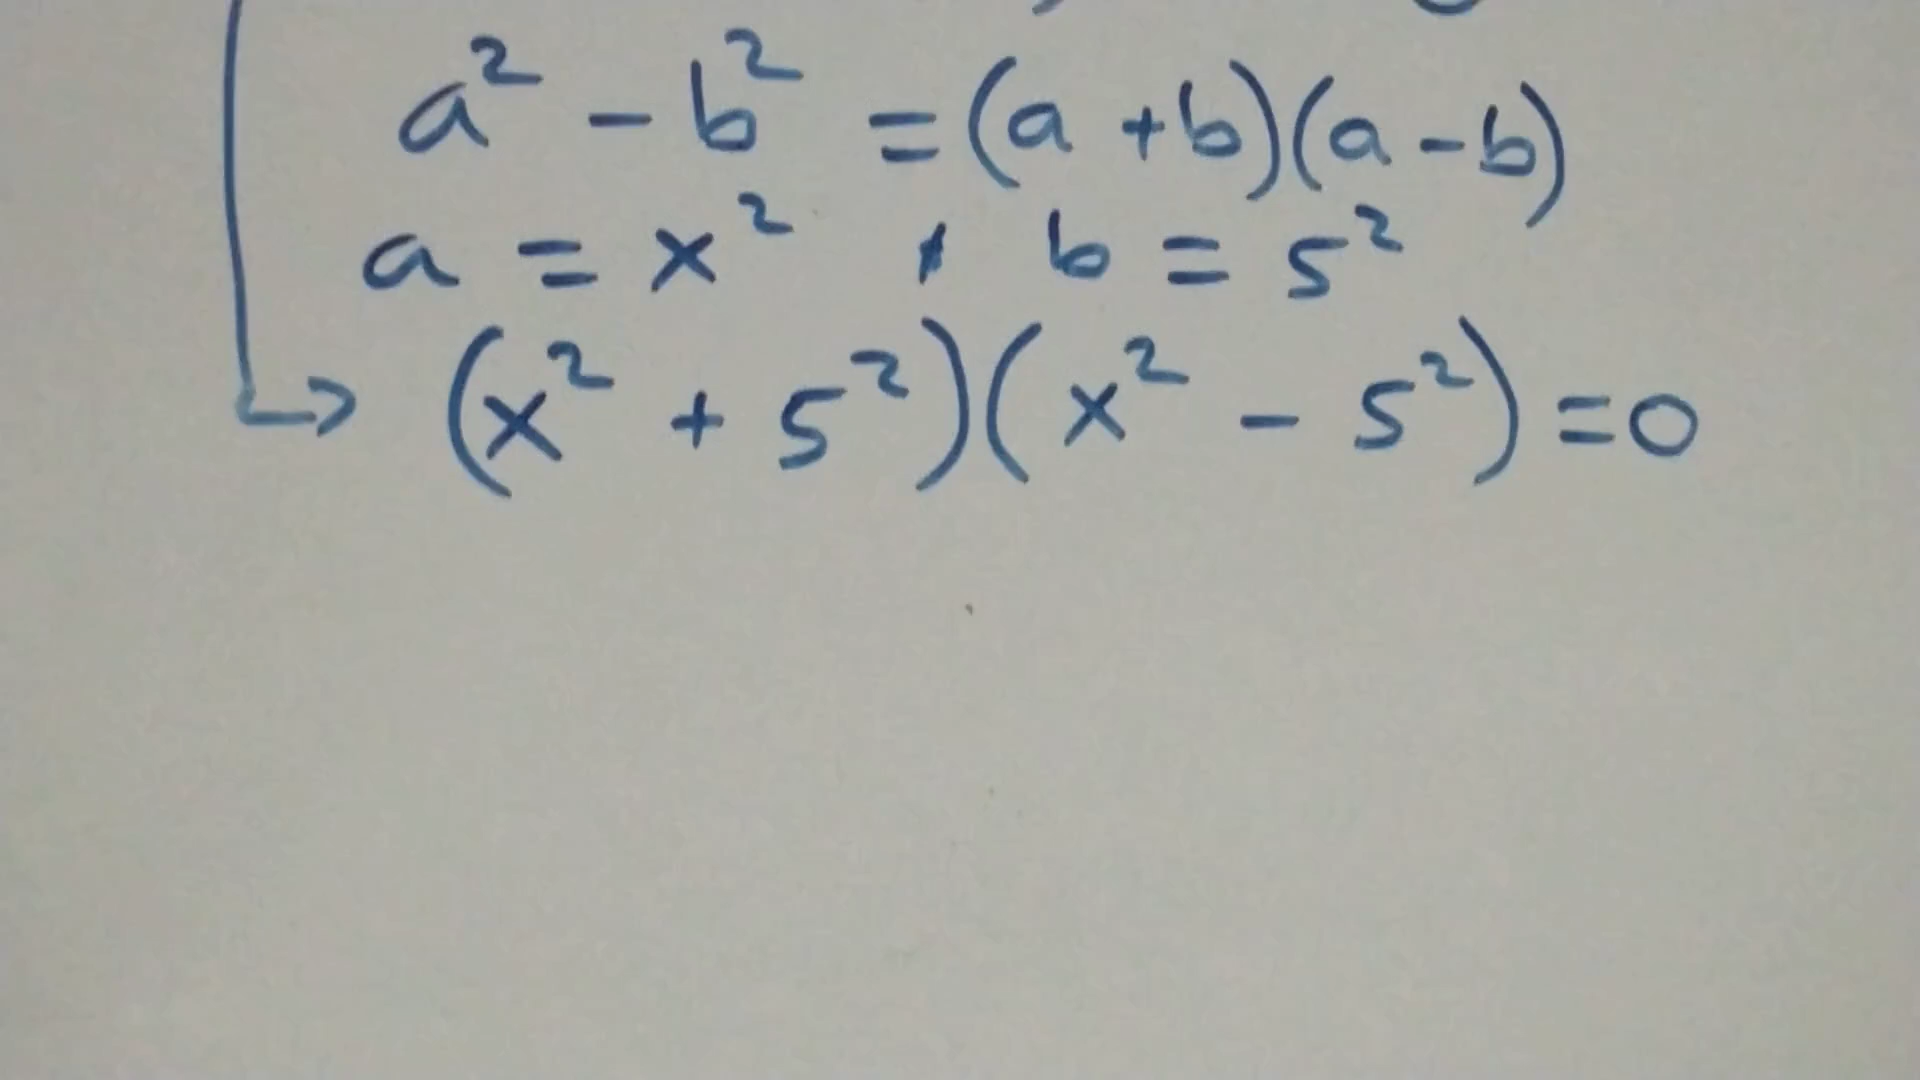 a² - b² = (a + b)(a - b)
a = x² , b = 5²
(x² + 5²)(x² - 5²) = 0